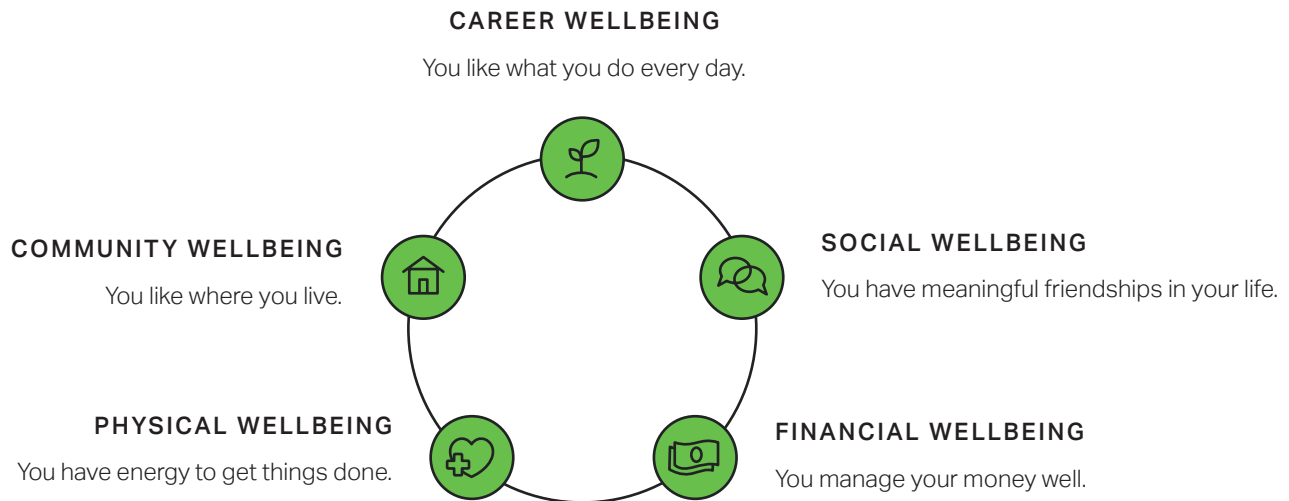 CAREER WELLBEING
You like what you do every day.
SOCIAL WELLBEING
You have meaningful friendships in your life.
FINANCIAL WELLBEING
You manage your money well.
PHYSICAL WELLBEING
You have energy to get things done.
COMMUNITY WELLBEING
You like where you live.